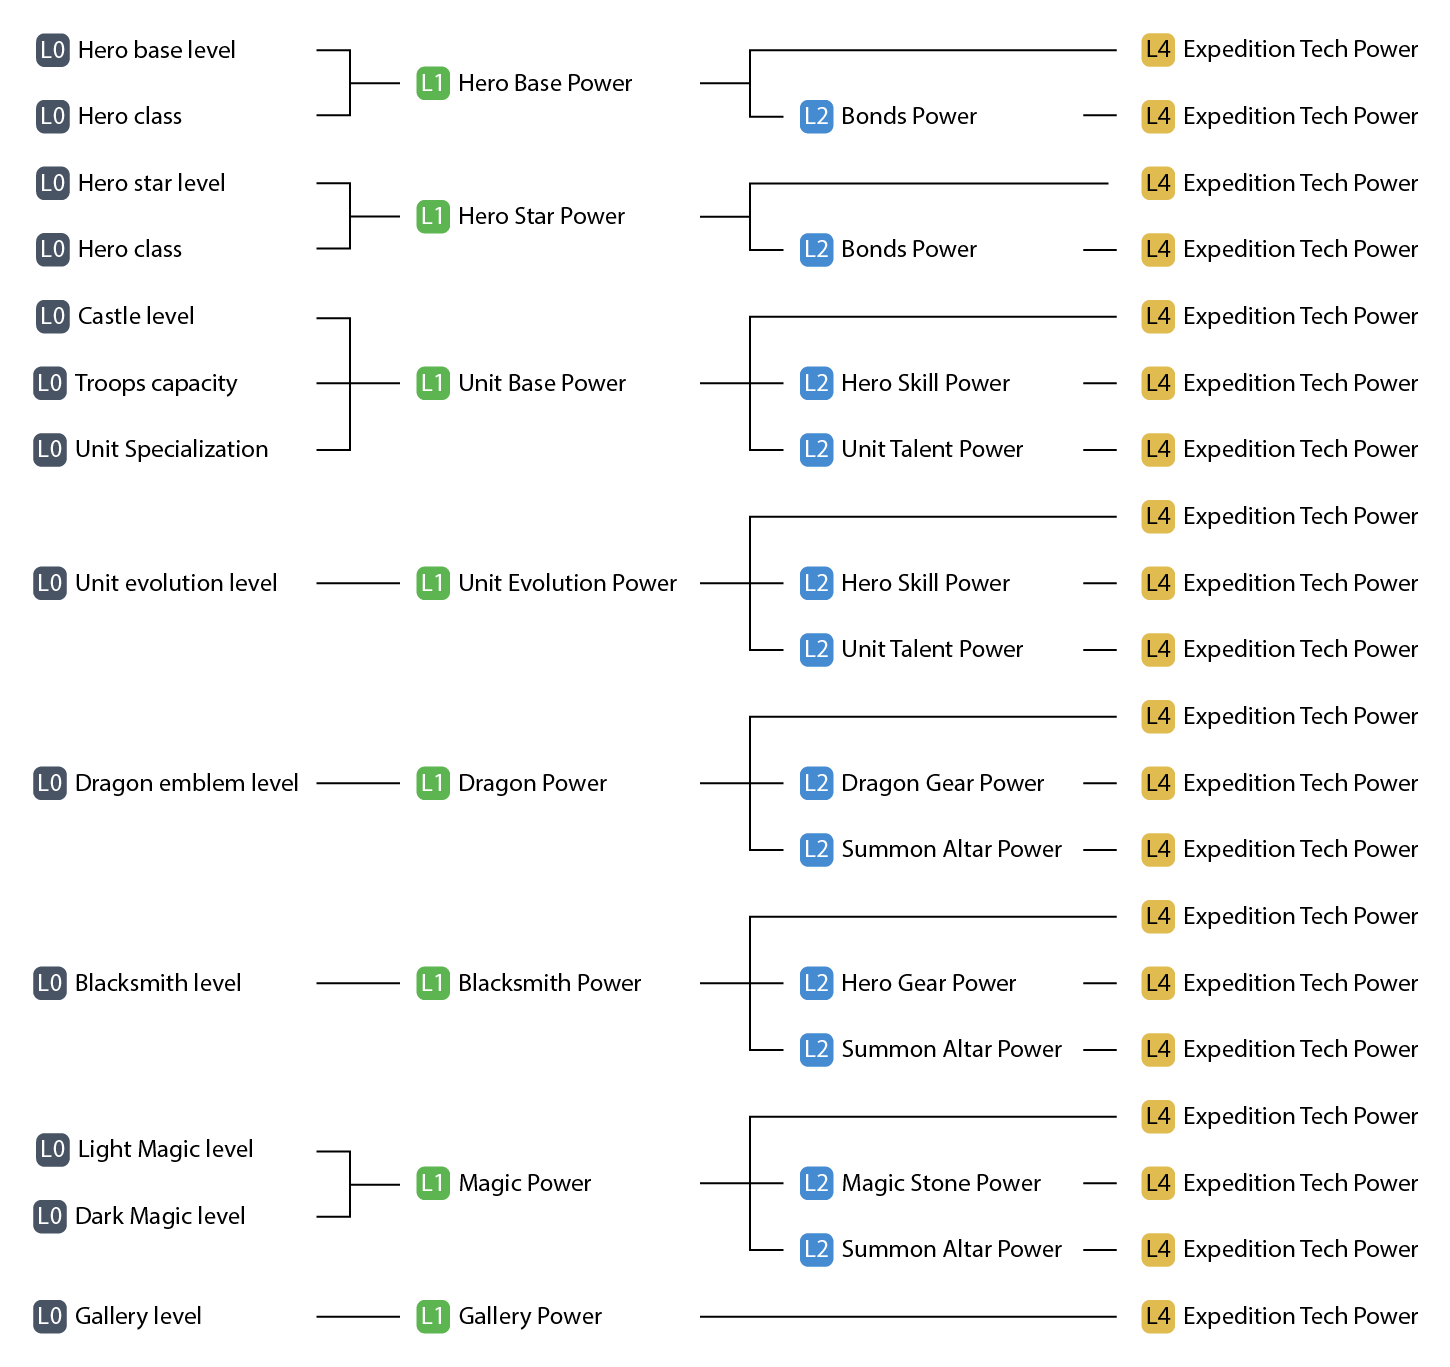 L0 Hero base level
L4 Expedition Tech Power
L1 Hero Base Power
L0 Hero class
L2 Bonds Power
L4 Expedition Tech Power
L0 Hero star level
L4 Expedition Tech Power
L1 Hero Star Power
L0 Hero class
L2 Bonds Power
L4 Expedition Tech Power
L0 Castle level
L4 Expedition Tech Power
L0 Troops capacity
L1 Unit Base Power
L2 Hero Skill Power
L4 Expedition Tech Power
L0 Unit Specialization
L2 Unit Talent Power
L4 Expedition Tech Power
L4 Expedition Tech Power
L0 Unit evolution level
L1 Unit Evolution Power
L2 Hero Skill Power
L4 Expedition Tech Power
L2 Unit Talent Power
L4 Expedition Tech Power
L4 Expedition Tech Power
L0 Dragon emblem level
L1 Dragon Power
L2 Dragon Gear Power
L4 Expedition Tech Power
L2 Summon Altar Power
L4 Expedition Tech Power
L4 Expedition Tech Power
L0 Blacksmith level
L1 Blacksmith Power
L2 Hero Gear Power
L4 Expedition Tech Power
L2 Summon Altar Power
L4 Expedition Tech Power
L4 Expedition Tech Power
L0 Light Magic level
L1 Magic Power
L2 Magic Stone Power
L4 Expedition Tech Power
L0 Dark Magic level
L2 Summon Altar Power
L4 Expedition Tech Power
L0 Gallery level
L1 Gallery Power
L4 Expedition Tech Power